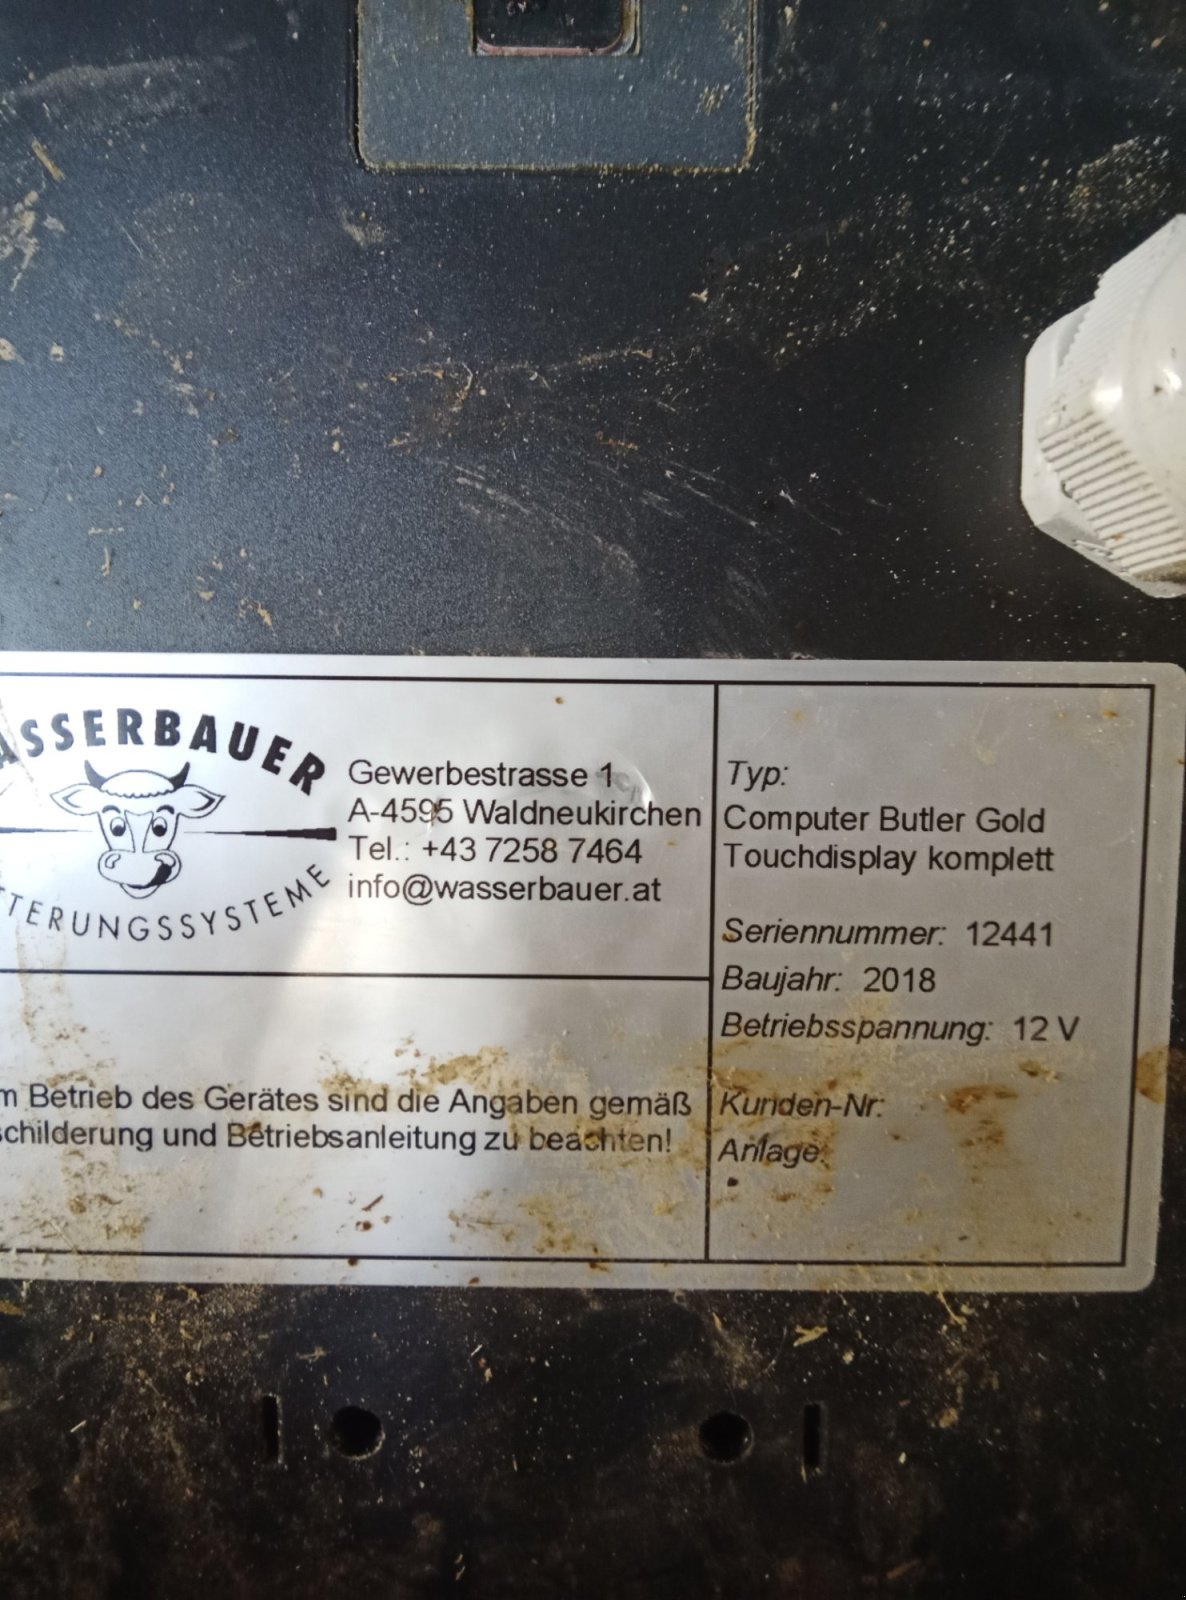 ASSERBAUER
TTERUNGSSYSTEME
Gewerbestrasse 1
A-4595 Waldneukirchen
Tel.: +43 7258 7464
info@wasserbauer.at
m Betrieb des Gerätes sind die Angaben gemäß
schilderung und Betriebsanleitung zu beachten!
Typ:
Computer Butler Gold
Touchdisplay komplett
Seriennummer: 12441
Baujahr: 2018
Betriebsspannung: 12 V
Kunden-Nr:
Anlage: